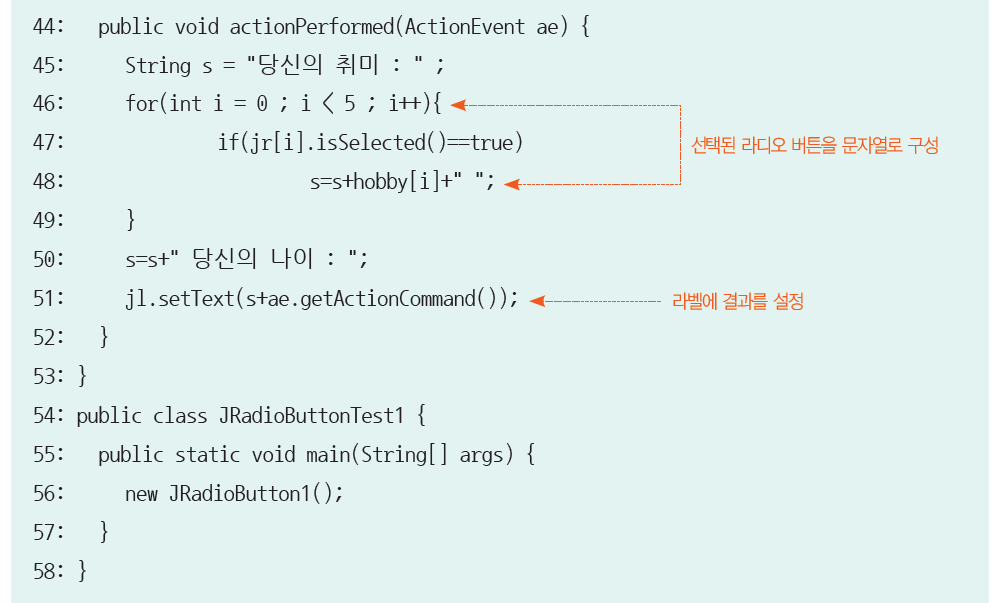 44: public void actionPerformed(ActionEvent ae) {
45: String s = "당신의 취미 : " ;
46: for(int i = 0 ; i < 5 ; i++){
47: if(jr[i].isSelected()==true)
선택된 라디오 버튼을 문자열로 구성
48: s=s+hobby[i]+" ";
49: }
50: s=s+" 당신의 나이 : ";
51: jl.setText(s+ae.getActionCommand()); 라벨에 결과를 설정
52: }
53: }
54: public class JRadioButtonTest1 {
55: public static void main(String[] args) {
56: new JRadioButton1();
57: }
58: }